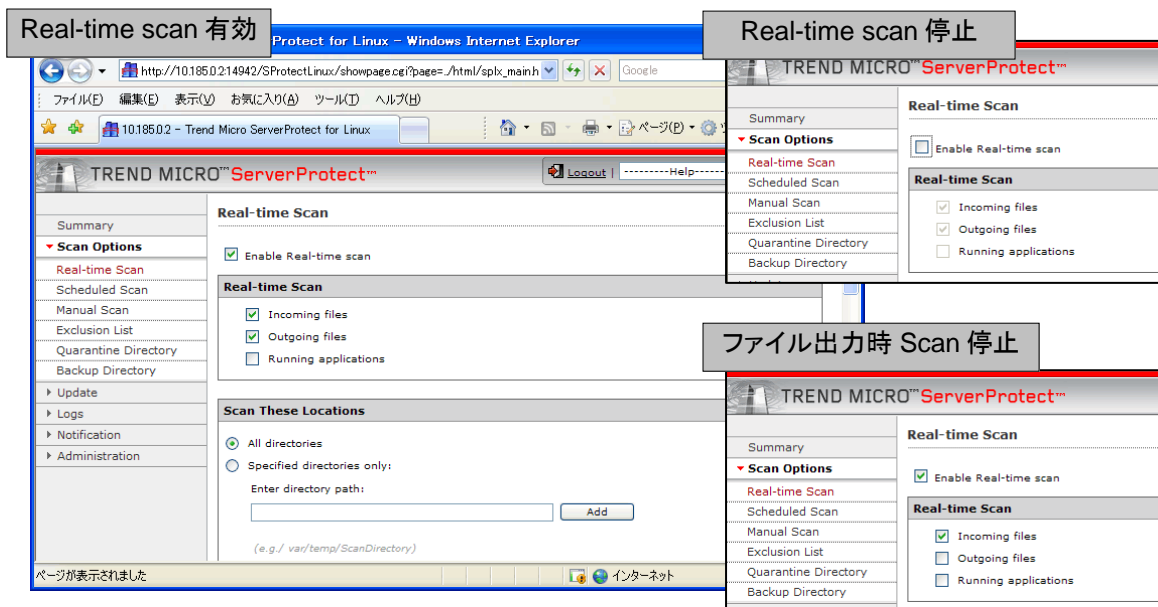 Real-time scan 有効
Protect for Linux - Windows Internet Explorer
http://10.185.0.2:14942/SProtectLinux/showpage.cgi?page=./html/splx_main.h
Google
ファイル(F) 編集(E) 表示(V) お気に入り(A) ツール(T) ヘルプ(H)
10.185.0.2 - Trend Micro ServerProtect for Linux
ページ(P)
TREND MICRO™ ServerProtect™
Logout | ---------Help-----
Summary
Scan Options
Real-time Scan
Scheduled Scan
Manual Scan
Exclusion List
Quarantine Directory
Backup Directory
Update
Logs
Notification
Administration
Real-time Scan
Enable Real-time scan
Real-time Scan
Incoming files
Outgoing files
Running applications
Scan These Locations
All directories
Specified directories only:
Enter directory path:
Add
(e.g./ var/temp/ScanDirectory)
ページが表示されました
インターネット
Real-time scan 停止
TREND MICRO™ ServerProtect™
Summary
Scan Options
Real-time Scan
Scheduled Scan
Manual Scan
Exclusion List
Quarantine Directory
Backup Directory
Real-time Scan
Enable Real-time scan
Real-time Scan
Incoming files
Outgoing files
Running applications
ファイル出力時 Scan 停止
TREND MICRO™ ServerProtect™
Summary
Scan Options
Real-time Scan
Scheduled Scan
Manual Scan
Exclusion List
Quarantine Directory
Backup Directory
Real-time Scan
Enable Real-time scan
Real-time Scan
Incoming files
Outgoing files
Running applications